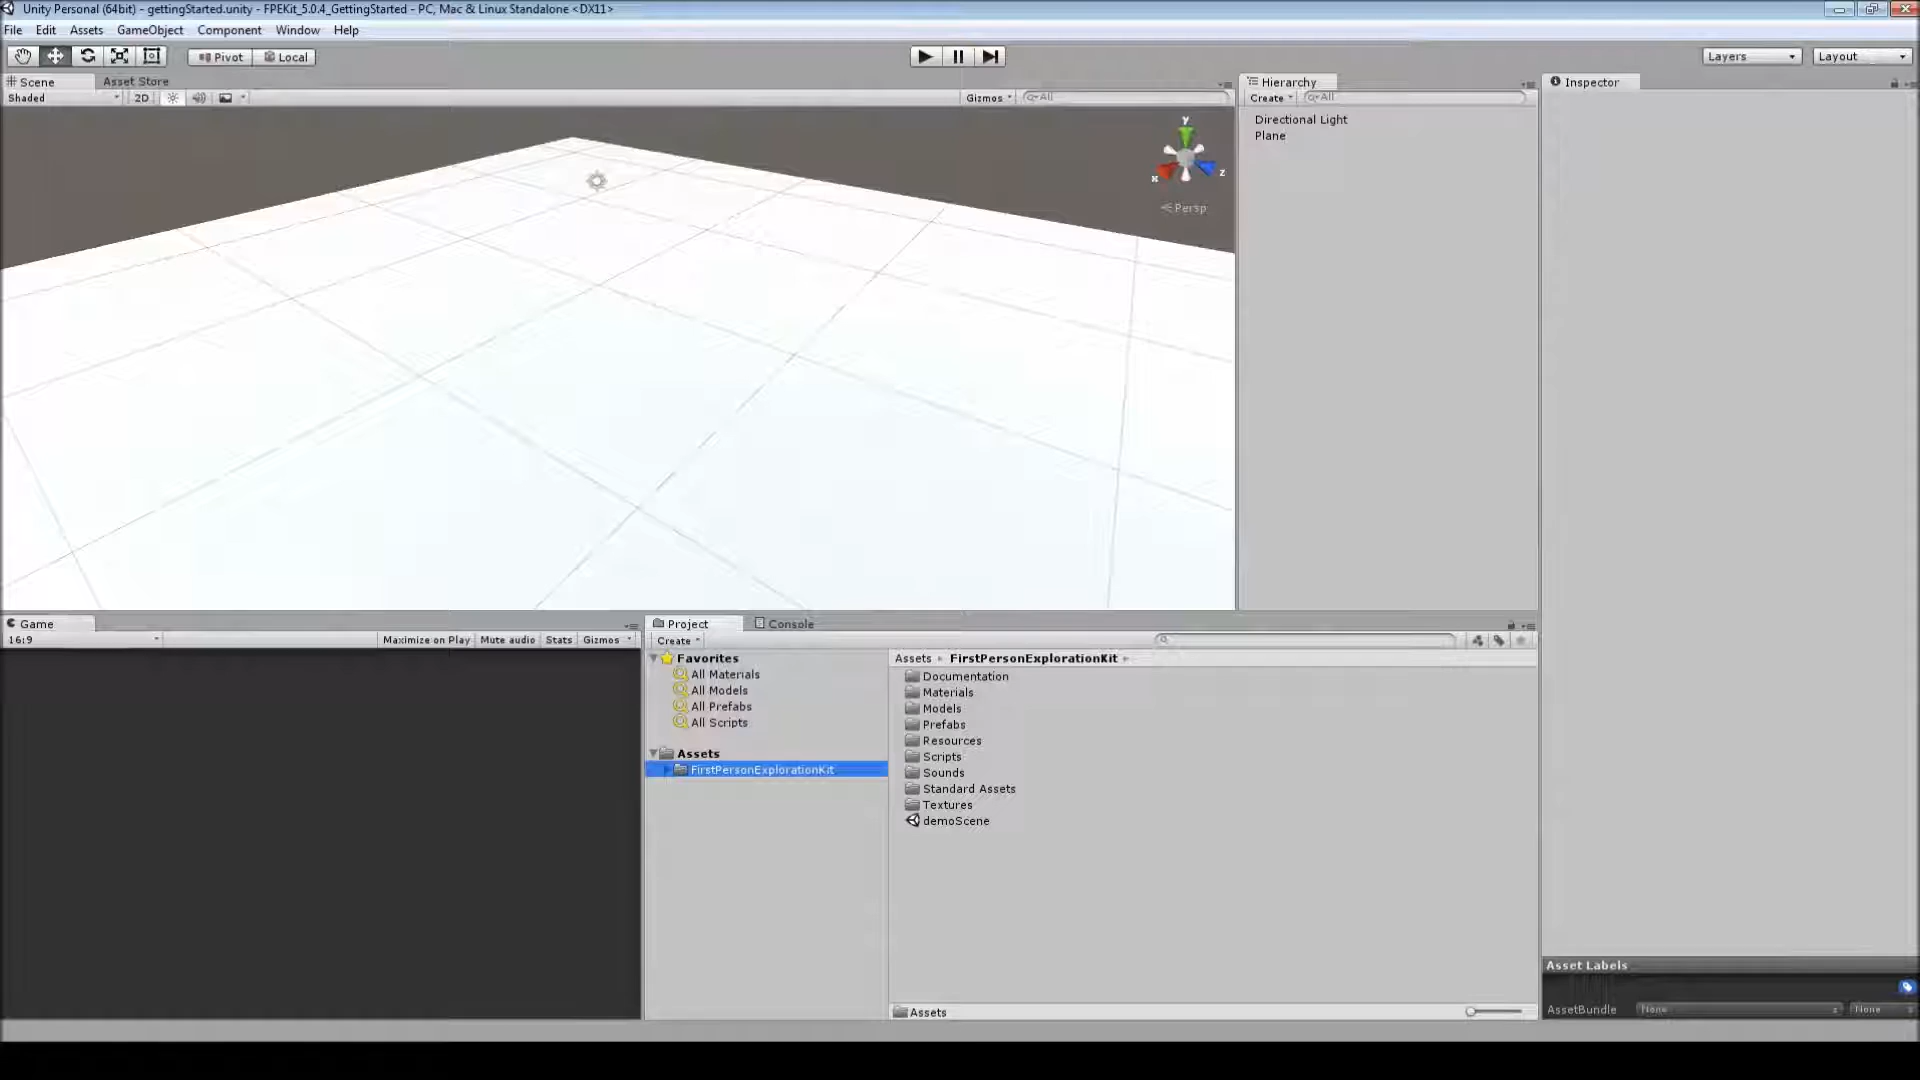 Unity Personal (64bit) - gettingStarted.unity - FPEKit_5.0.4_GettingStarted - PC, Mac & Linux Standalone <DX11>
File Edit Assets GameObject Component Window Help
Pivot Local Layers Layout
Scene Asset Store Hierarchy Inspector
Shaded 2D Gizmos All Create All
Directional Light
Plane
y
x z
Persp
Game Project Console
16:9 Maximize on Play Mute audio Stats Gizmos Create
Favorites
All Materials
All Models
All Prefabs
All Scripts
Assets
FirstPersonExplorationKit
Assets FirstPersonExplorationKit
Documentation
Materials
Models
Prefabs
Resources
Scripts
Sounds
Standard Assets
Textures
demoScene
Assets
Asset Labels
AssetBundle None None